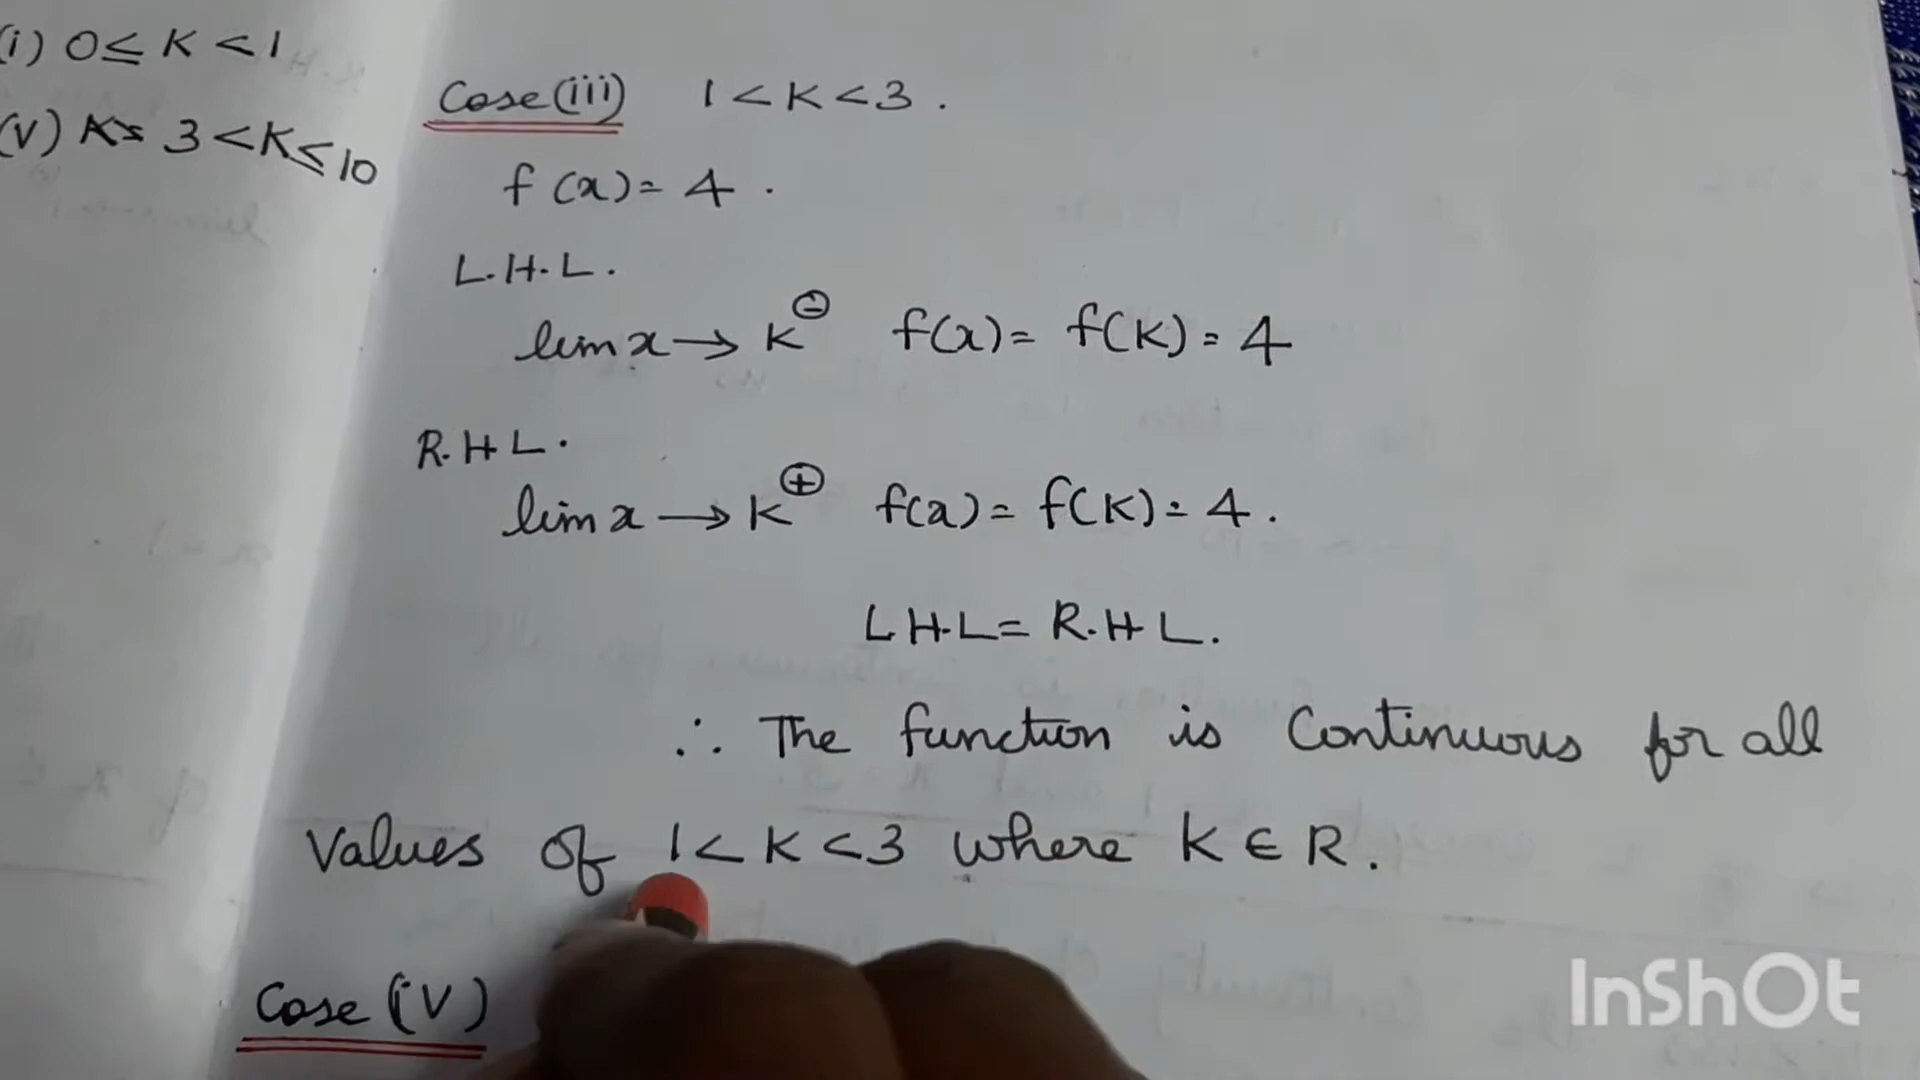 (i) 0 ≤ K < 1
(V) K= 3 < K ≤ 10
Case (iii) 1 < K < 3 .
f (x) = 4 .
L.H.L.
lim x → K⊖ f(x) = f(K) = 4
R.H L .
lim x → K⊕ f(x) = f(K) = 4 .
L H.L = R.H L.
∴ The function is Continuous for all
Values of 1 < K < 3 where K ∈ R .
Case (iV)
InShOt